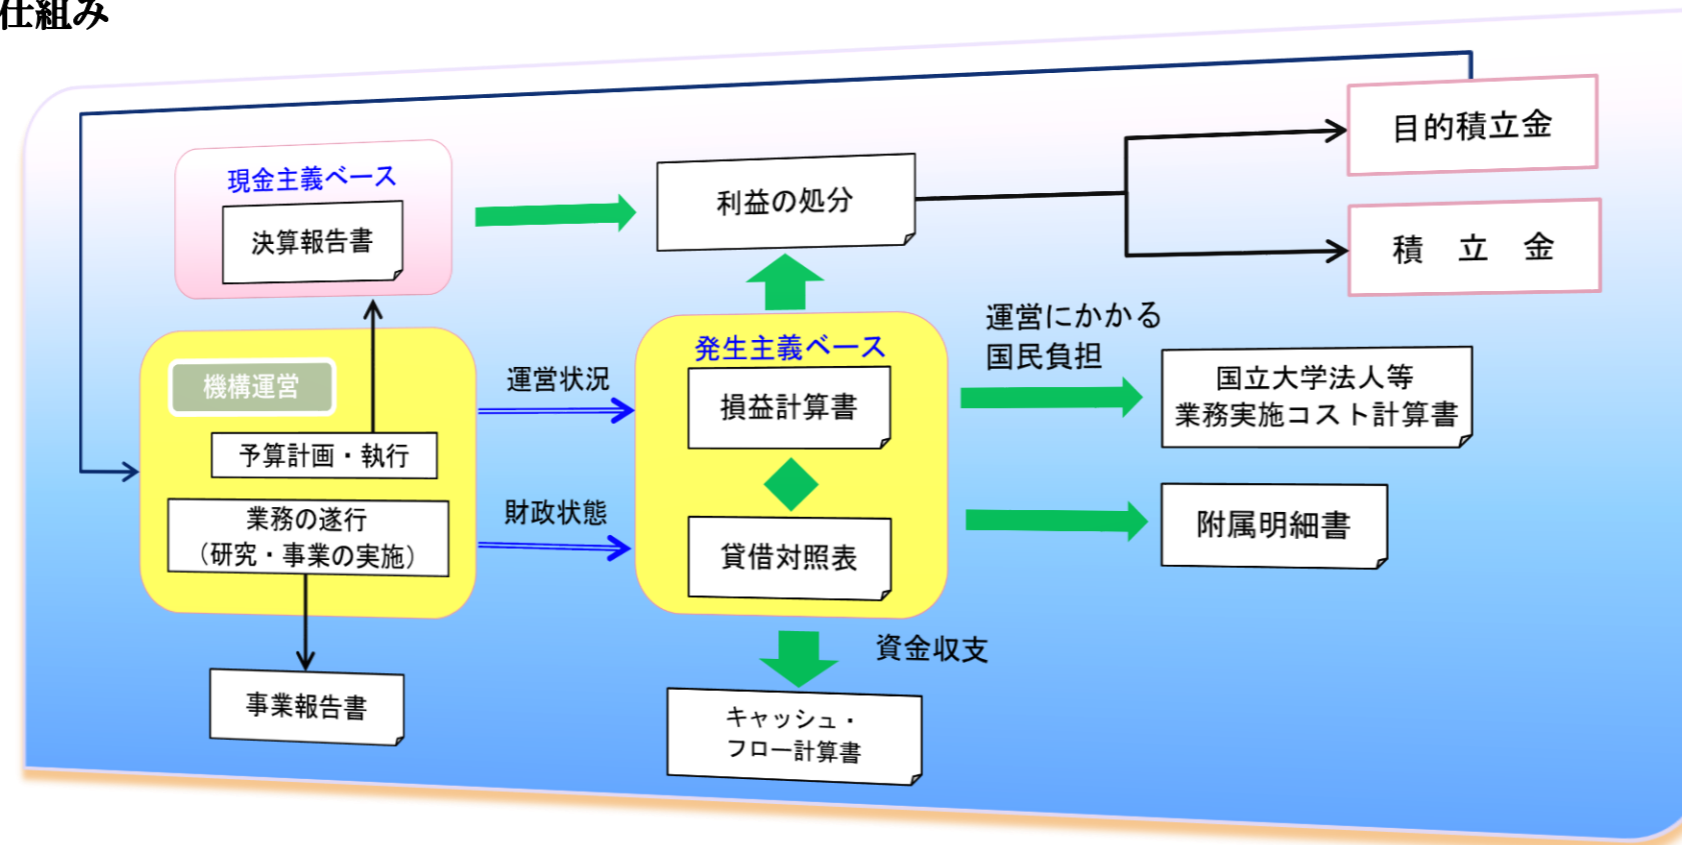 仕組み
現金主義ベース
決算報告書
利益の処分
目的積立金
積　立　金
機構運営
予算計画・執行
業務の遂行
（研究・事業の実施）
運営状況
財政状態
発生主義ベース
損益計算書
貸借対照表
運営にかかる
国民負担
国立大学法人等
業務実施コスト計算書
附属明細書
事業報告書
資金収支
キャッシュ・
フロー計算書